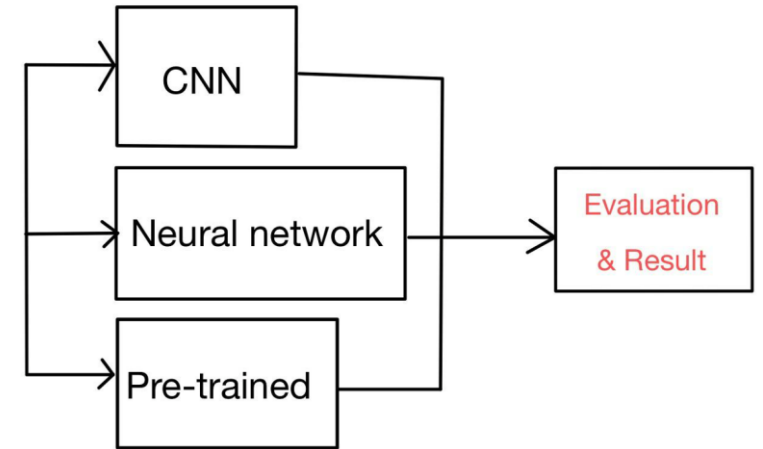 CNN
Neural network
Pre-trained
Evaluation
& Result